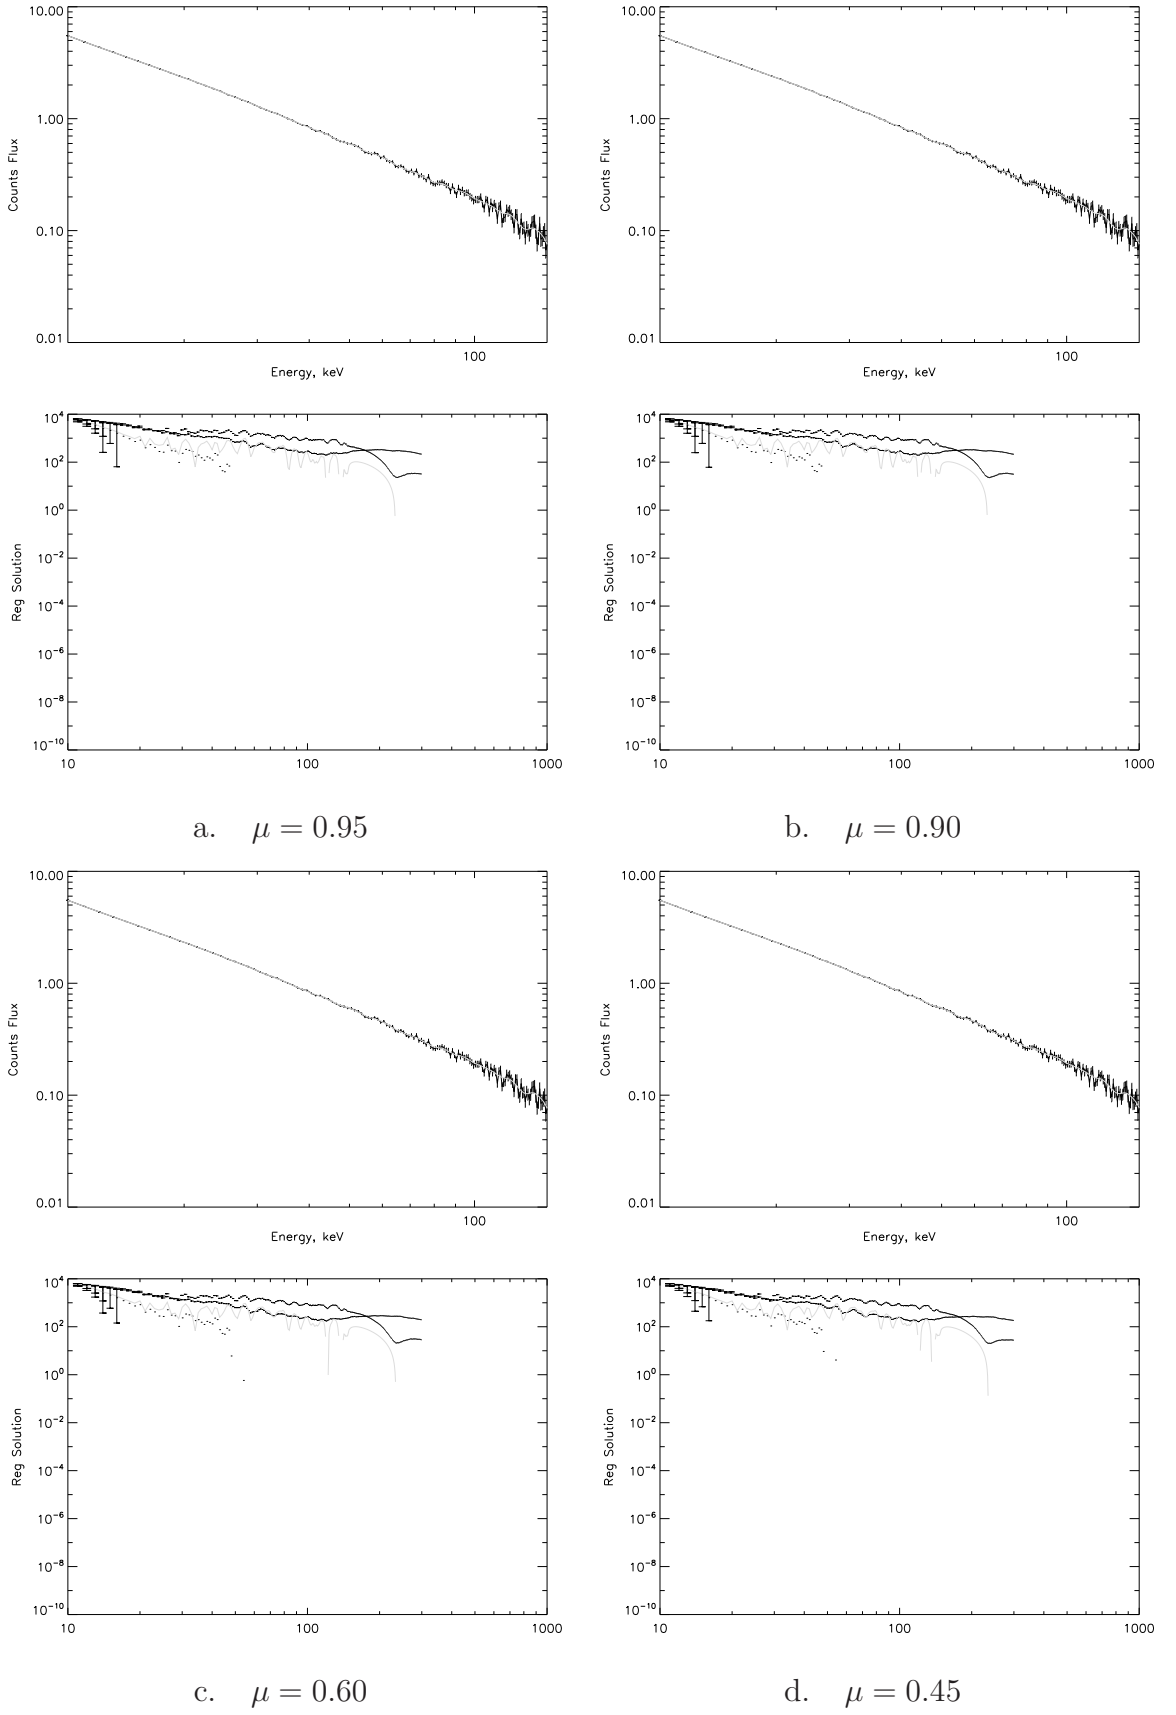 10.00
1.00
0.10
0.01
Counts Flux
100
Energy, keV
10⁴
10²
10⁰
10⁻²
10⁻⁴
10⁻⁶
10⁻⁸
10⁻¹⁰
Reg Solution
10 100 1000
a. μ = 0.95
10.00
1.00
0.10
0.01
Counts Flux
100
Energy, keV
10⁴
10²
10⁰
10⁻²
10⁻⁴
10⁻⁶
10⁻⁸
10⁻¹⁰
Reg Solution
10 100 1000
b. μ = 0.90
10.00
1.00
0.10
0.01
Counts Flux
100
Energy, keV
10⁴
10²
10⁰
10⁻²
10⁻⁴
10⁻⁶
10⁻⁸
10⁻¹⁰
Reg Solution
10 100 1000
c. μ = 0.60
10.00
1.00
0.10
0.01
Counts Flux
100
Energy, keV
10⁴
10²
10⁰
10⁻²
10⁻⁴
10⁻⁶
10⁻⁸
10⁻¹⁰
Reg Solution
10 100 1000
d. μ = 0.45